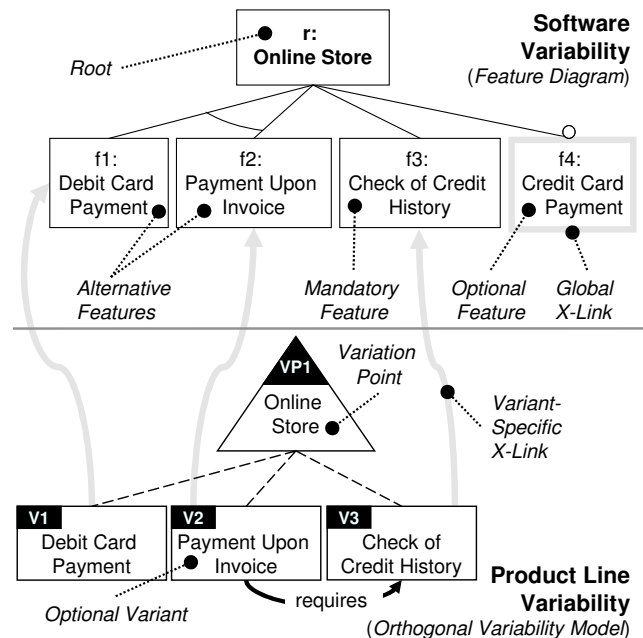 Software
Variability
(Feature Diagram)
r:
Online Store
Root
f1:
Debit Card
Payment
f2:
Payment Upon
Invoice
f3:
Check of Credit
History
f4:
Credit Card
Payment
Alternative
Features
Mandatory
Feature
Optional
Feature
Global
X-Link
VP1
Online
Store
Variation
Point
Variant-
Specific
X-Link
V1
Debit Card
Payment
V2
Payment Upon
Invoice
V3
Check of
Credit History
Optional Variant
requires
Product Line
Variability
(Orthogonal Variability Model)